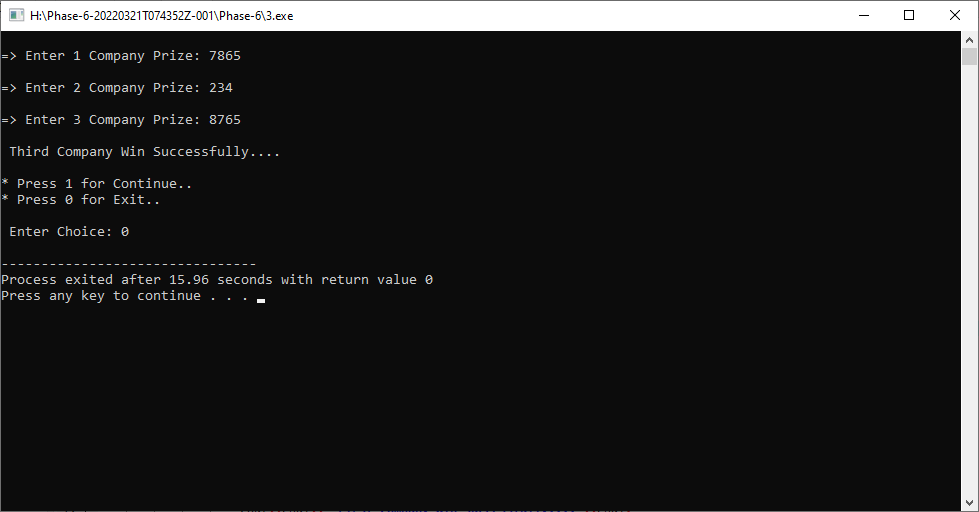 H:\Phase-6-20220321T074352Z-001\Phase-6\3.exe
=> Enter 1 Company Prize: 7865
=> Enter 2 Company Prize: 234
=> Enter 3 Company Prize: 8765
Third Company Win Successfully....
* Press 1 for Continue..
* Press 0 for Exit..
Enter Choice: 0
--------------------------------
Process exited after 15.96 seconds with return value 0
Press any key to continue . . .